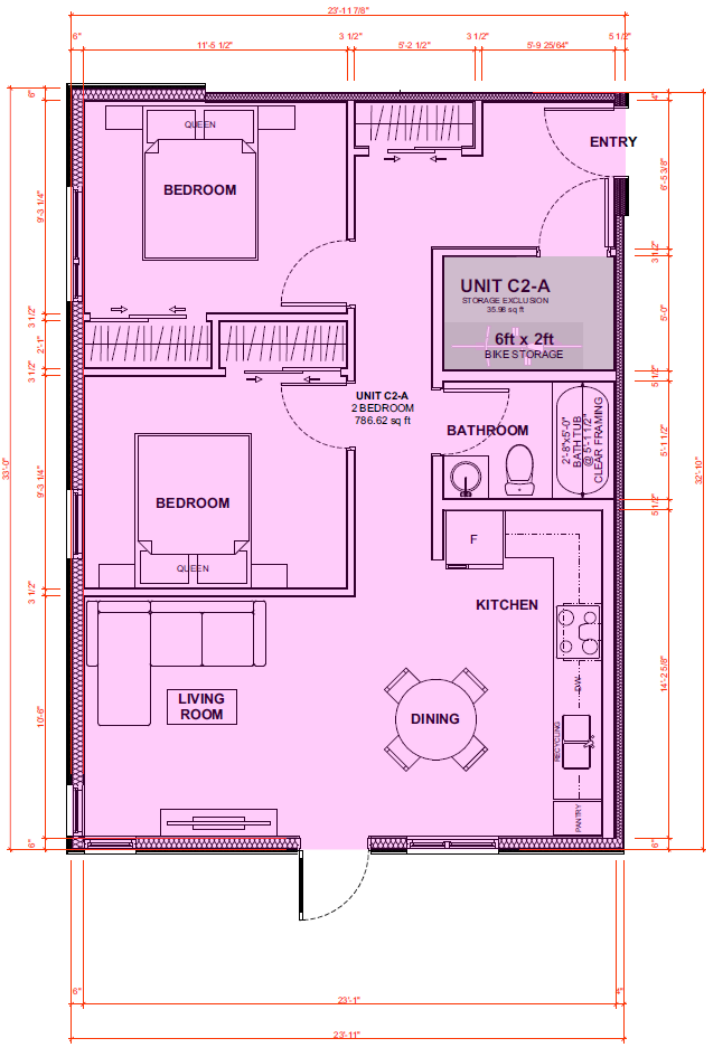 23'-11 7/8"
6"
11'-5 1/2"
3 1/2"
5'-2 1/2"
3 1/2"
5'-9 25/64"
5 1/2"
6"
4"
QUEEN
ENTRY
BEDROOM
9'-3 1/4"
6'-5 3/8"
3 1/2"
UNIT C2-A
STORAGE EXCLUSION
35.96 sq ft
5'-0"
6ft x 2ft
BIKE STORAGE
3 1/2"
2'-1"
3 1/2"
5 1/2"
UNIT C2-A
2 BEDROOM
786.62 sq ft
BATHROOM
2'-8"x5'-0"
BATH TUB
@ 5'-1 1/2"
CLEAR FRAMING
5'-1 1/2"
33'-0"
32'-10"
9'-3 1/4"
BEDROOM
5 1/2"
F
QUEEN
3 1/2"
KITCHEN
14'-2 5/8"
DW
LIVING
ROOM
10'-6"
DINING
RECYCLING
PANTRY
6"
6"
6"
23'-1"
4"
23'-11"